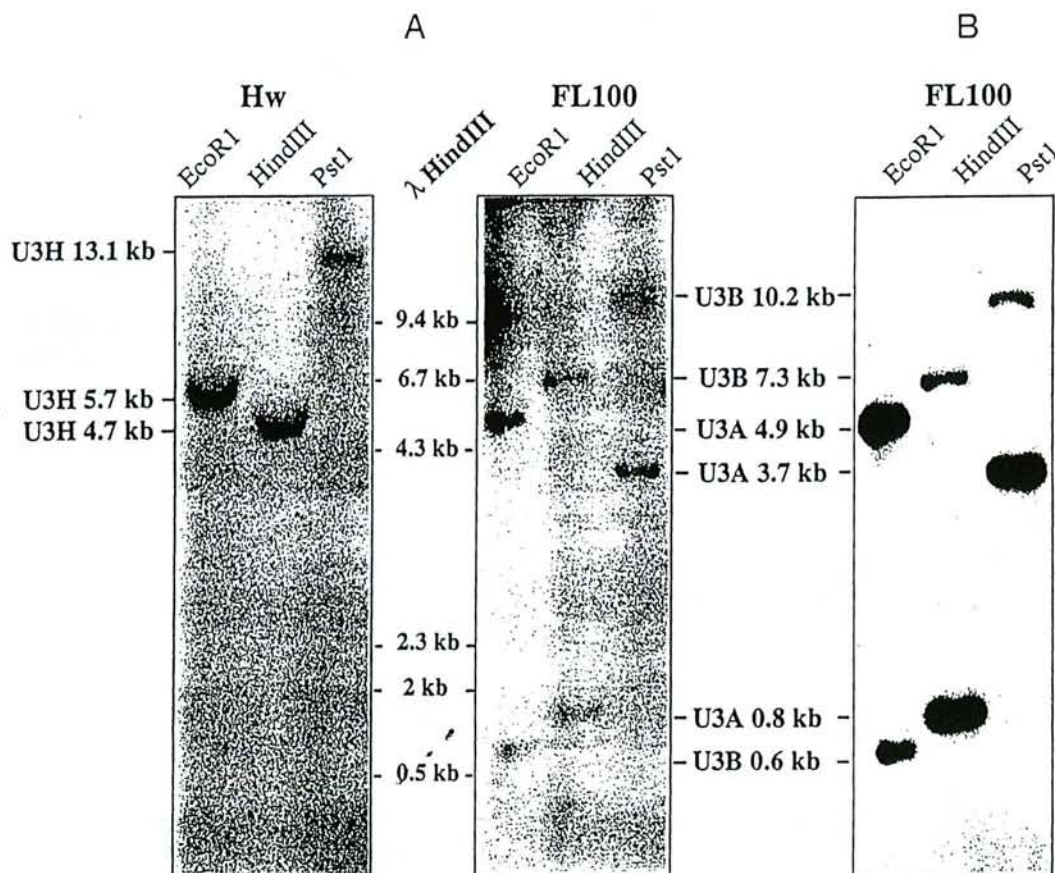 A
B
Hw
FL100
FL100
EcoR1 HindIII Pst1
λ HindIII
EcoR1 HindIII Pst1
EcoR1 HindIII Pst1
U3H 13.1 kb
U3H 5.7 kb
U3H 4.7 kb
9.4 kb
6.7 kb
4.3 kb
2.3 kb
2 kb
0.5 kb
U3B 10.2 kb
U3B 7.3 kb
U3A 4.9 kb
U3A 3.7 kb
U3A 0.8 kb
U3B 0.6 kb